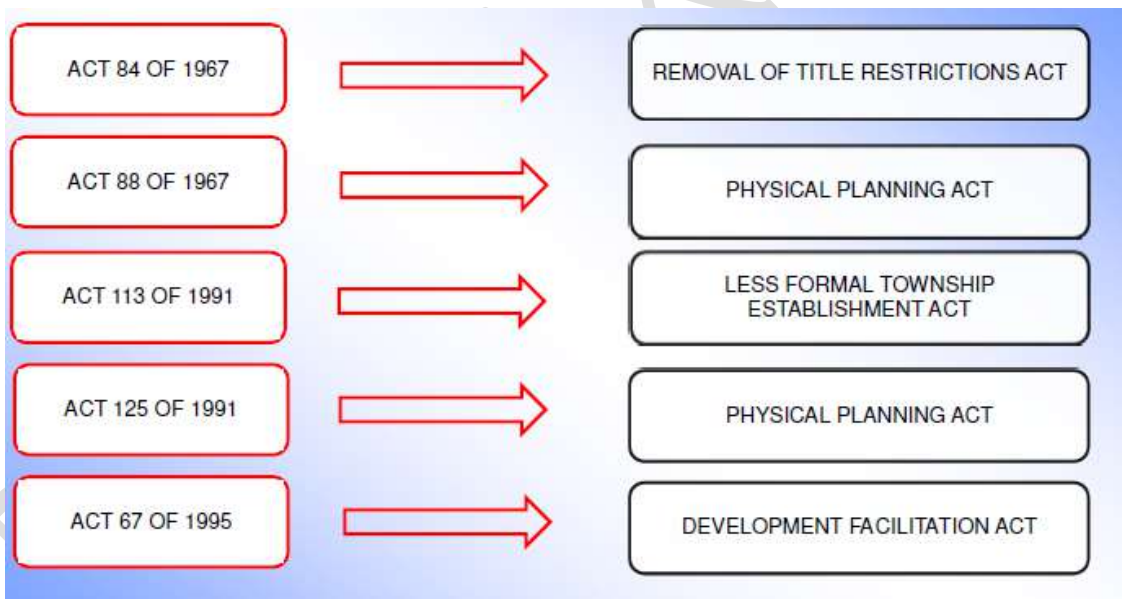 ACT 84 OF 1967
REMOVAL OF TITLE RESTRICTIONS ACT
ACT 88 OF 1967
PHYSICAL PLANNING ACT
ACT 113 OF 1991
LESS FORMAL TOWNSHIP
ESTABLISHMENT ACT
ACT 125 OF 1991
PHYSICAL PLANNING ACT
ACT 67 OF 1995
DEVELOPMENT FACILITATION ACT